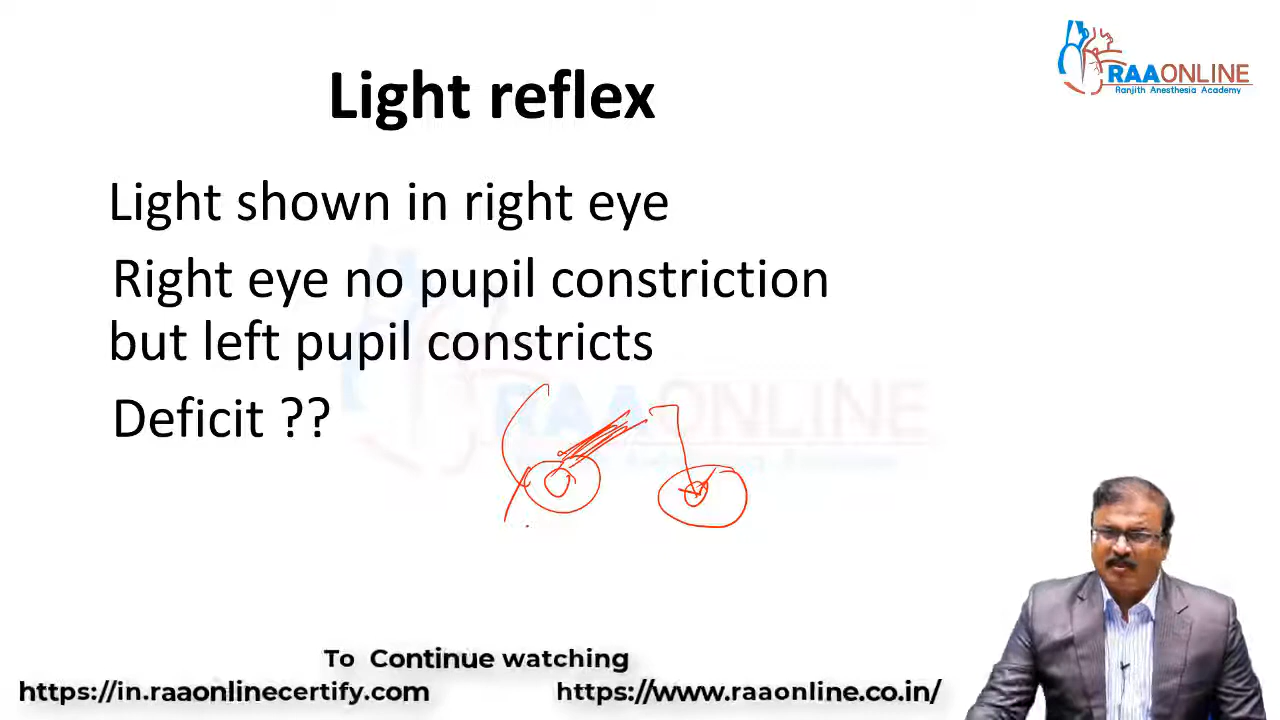 RAAONLINE
Ranjith Anesthesia Academy
Light reflex
Light shown in right eye
Right eye no pupil constriction
but left pupil constricts
Deficit ??
RAAONLINE
To Continue watching
https://in.raaonlinecertify.com https://www.raaonline.co.in/